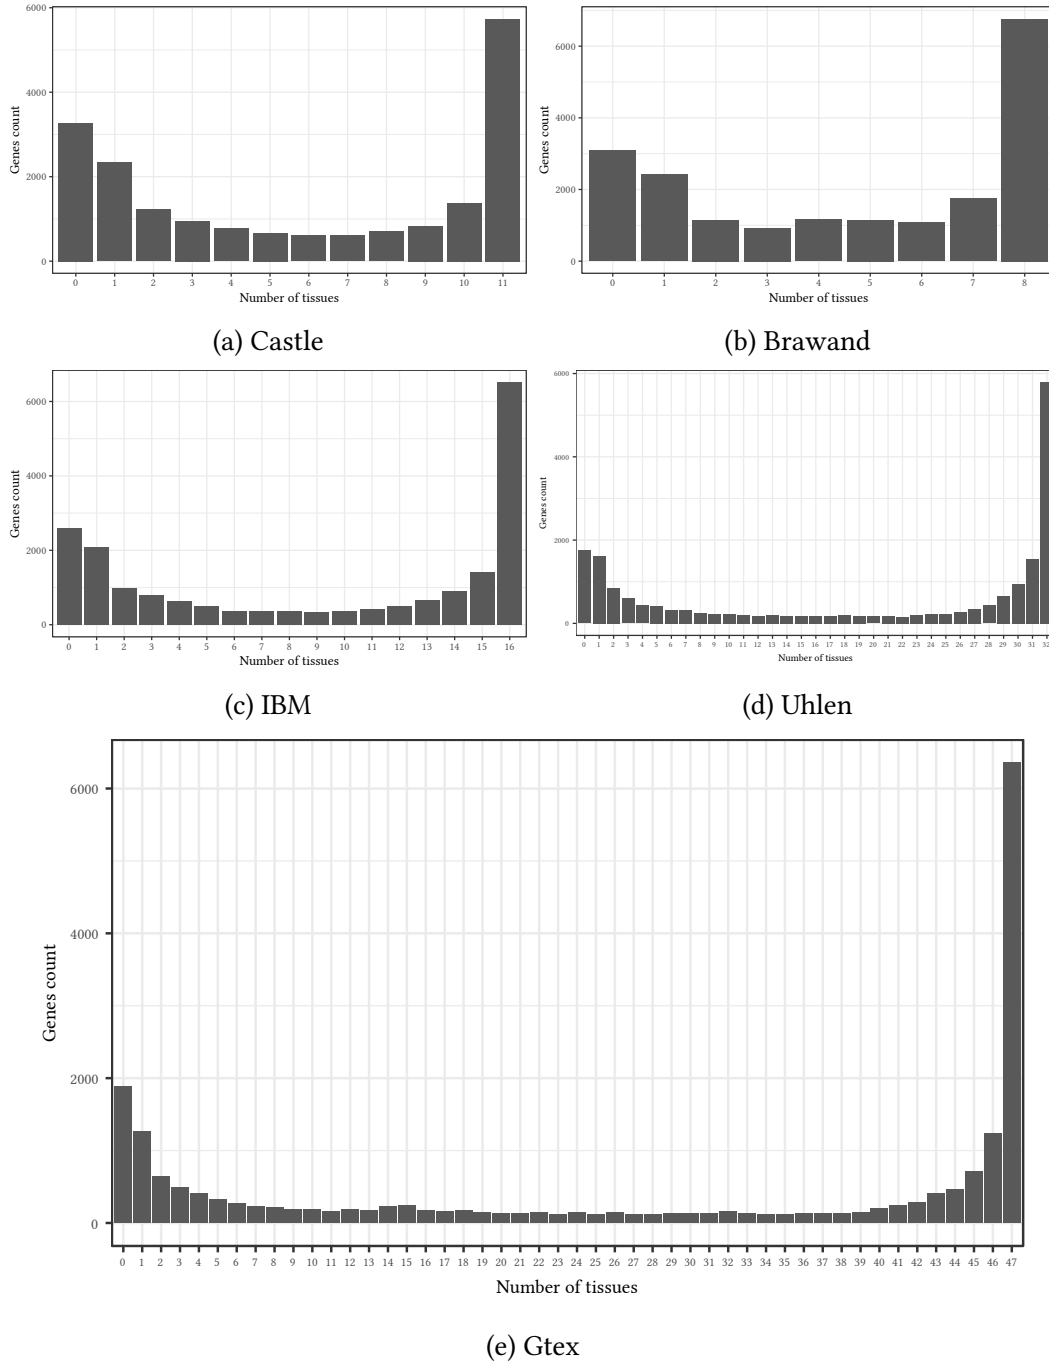 6000
4000
2000
0
Genes count
0 1 2 3 4 5 6 7 8 9 10 11
Number of tissues
(a) Castle
6000
4000
2000
0
Genes count
0 1 2 3 4 5 6 7 8
Number of tissues
(b) Brawand
6000
4000
2000
0
Genes count
0 1 2 3 4 5 6 7 8 9 10 11 12 13 14 15 16
Number of tissues
(c) IBM
6000
4000
2000
0
Genes count
0 1 2 3 4 5 6 7 8 9 10 11 12 13 14 15 16 17 18 19 20 21 22 23 24 25 26 27 28 29 30 31 32
Number of tissues
(d) Uhlen
6000
4000
2000
0
Genes count
0 1 2 3 4 5 6 7 8 9 10 11 12 13 14 15 16 17 18 19 20 21 22 23 24 25 26 27 28 29 30 31 32 33 34 35 36 37 38 39 40 41 42 43 44 45 46 47
Number of tissues
(e) Gtex